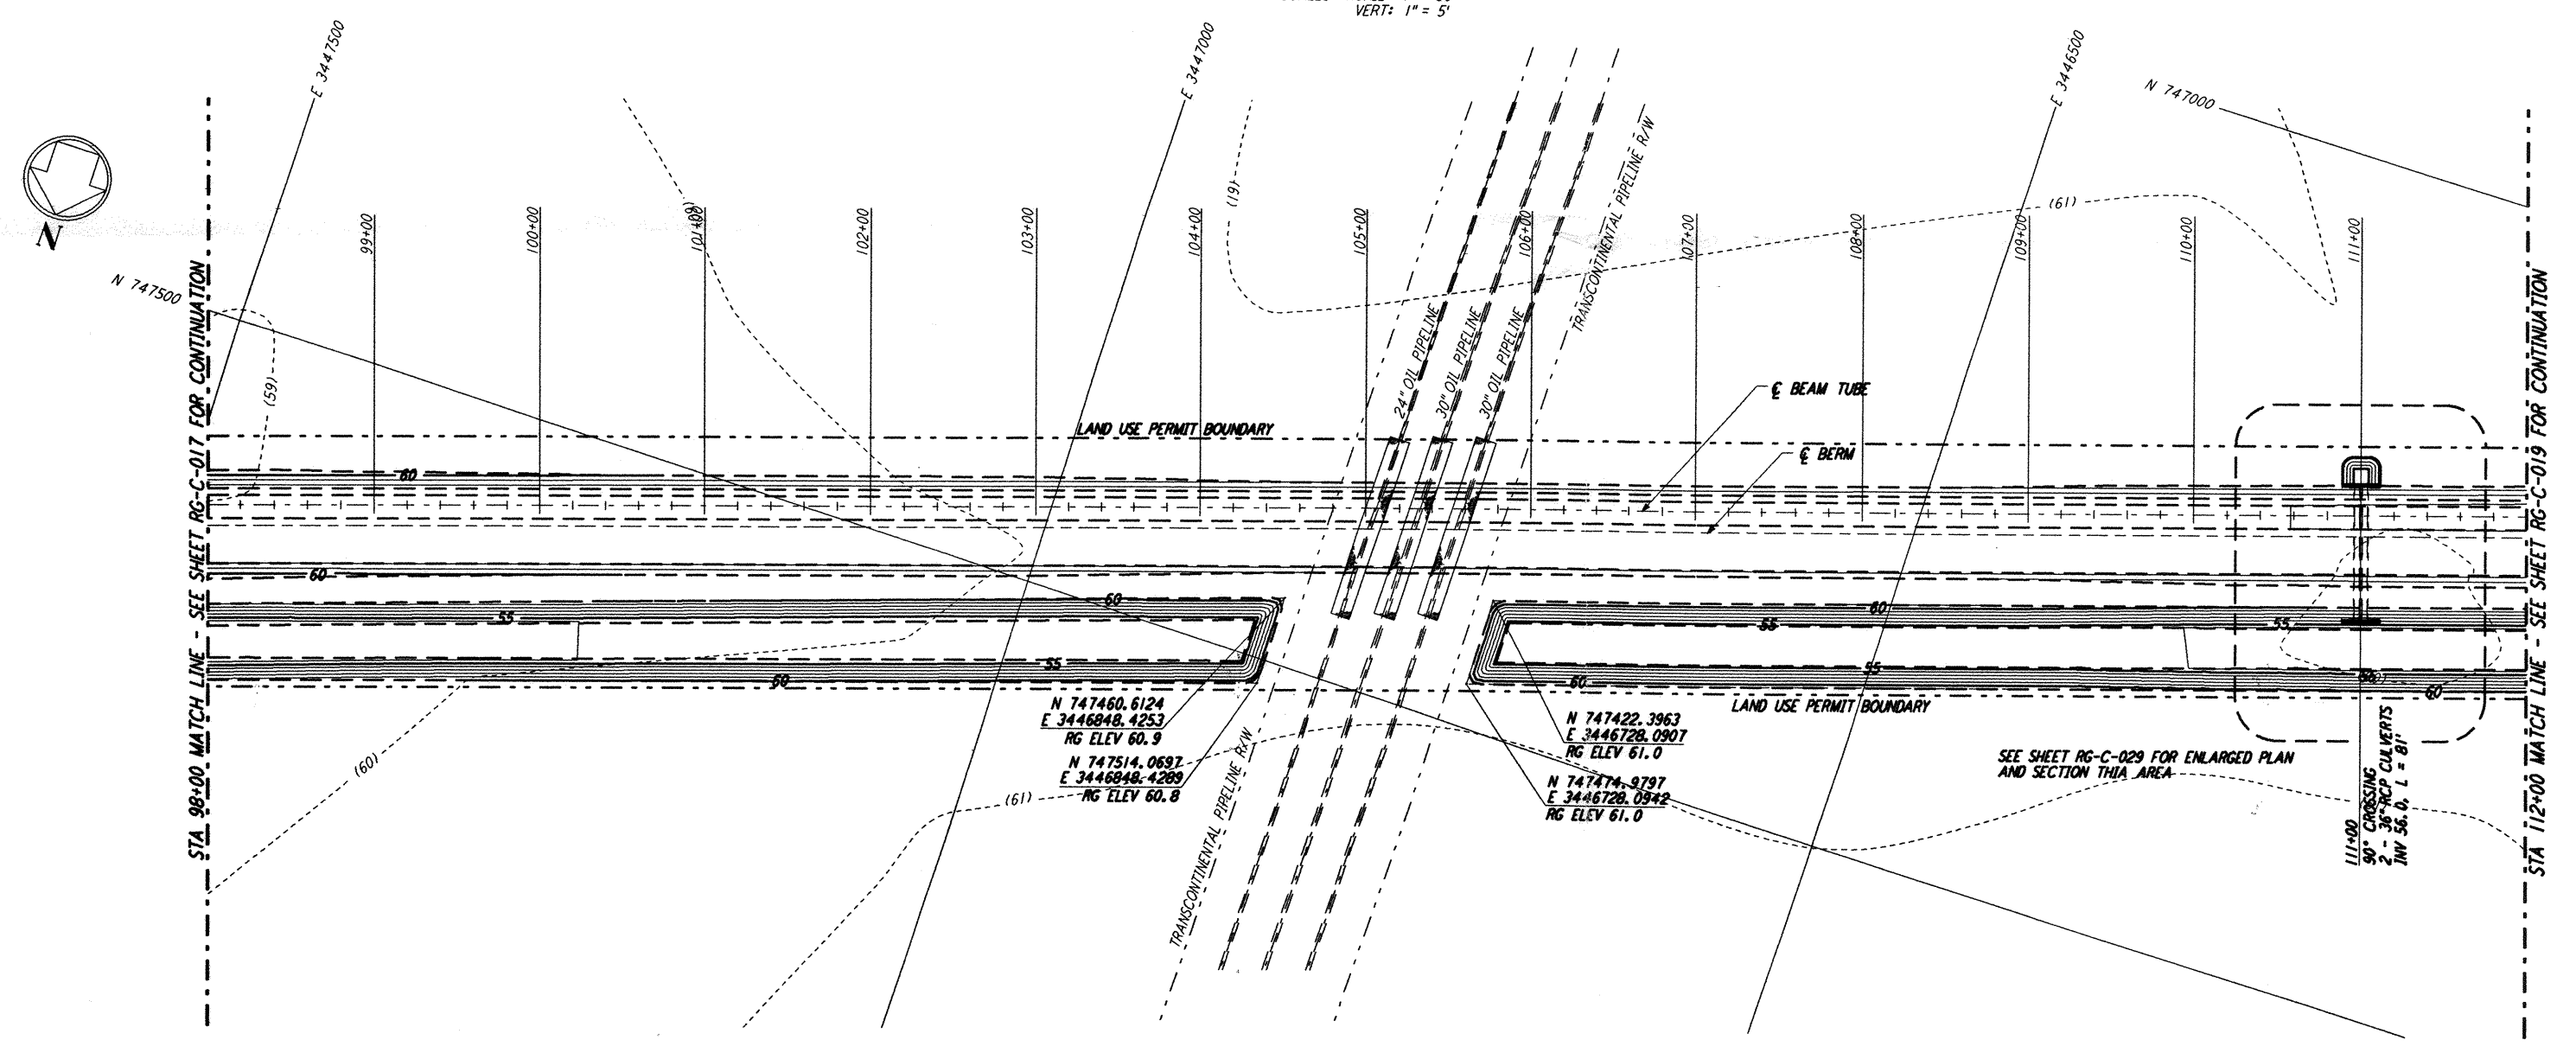 VERT: 1" = 5'
E 3447500
E 3447000
E 3446500
N 747000
N
N 747500
99+00
100+00
101+00
102+00
103+00
104+00
105+00
106+00
107+00
108+00
109+00
110+00
111+00
(59)
(19)
(61)
24" OIL PIPELINE
30" OIL PIPELINE
30" OIL PIPELINE
TRANSCONTINENTAL PIPELINE R/W
STA 98+00 MATCH LINE - SEE SHEET RG-C-017 FOR CONTINUATION
LAND USE PERMIT BOUNDARY
℄ BEAM TUBE
℄ BERM
60
60
60
55
55
60
60
55
55
55
60
60
LAND USE PERMIT BOUNDARY
N 747460.6124
E 3446848.4253
RG ELEV 60.9
N 747514.0697
E 3446848.4289
RG ELEV 60.8
N 747422.3963
E 3446728.0907
RG ELEV 61.0
N 747474.9797
E 3446728.0942
RG ELEV 61.0
(60)
(61)
TRANSCONTINENTAL PIPELINE R/W
SEE SHEET RG-C-029 FOR ENLARGED PLAN
AND SECTION THIA AREA
111+00
90° CROSSING
2 - 36" RCP CULVERTS
INV 56.0, L = 81'
STA 112+00 MATCH LINE - SEE SHEET RG-C-019 FOR CONTINUATION